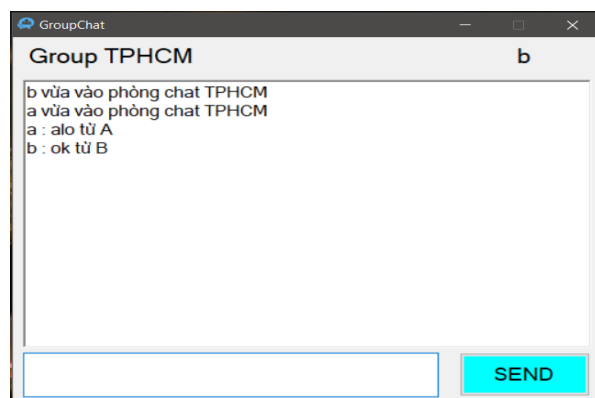 GroupChat
Group TPHCM b
b vừa vào phòng chat TPHCM
a vừa vào phòng chat TPHCM
a : alo từ A
b : ok từ B
SEND